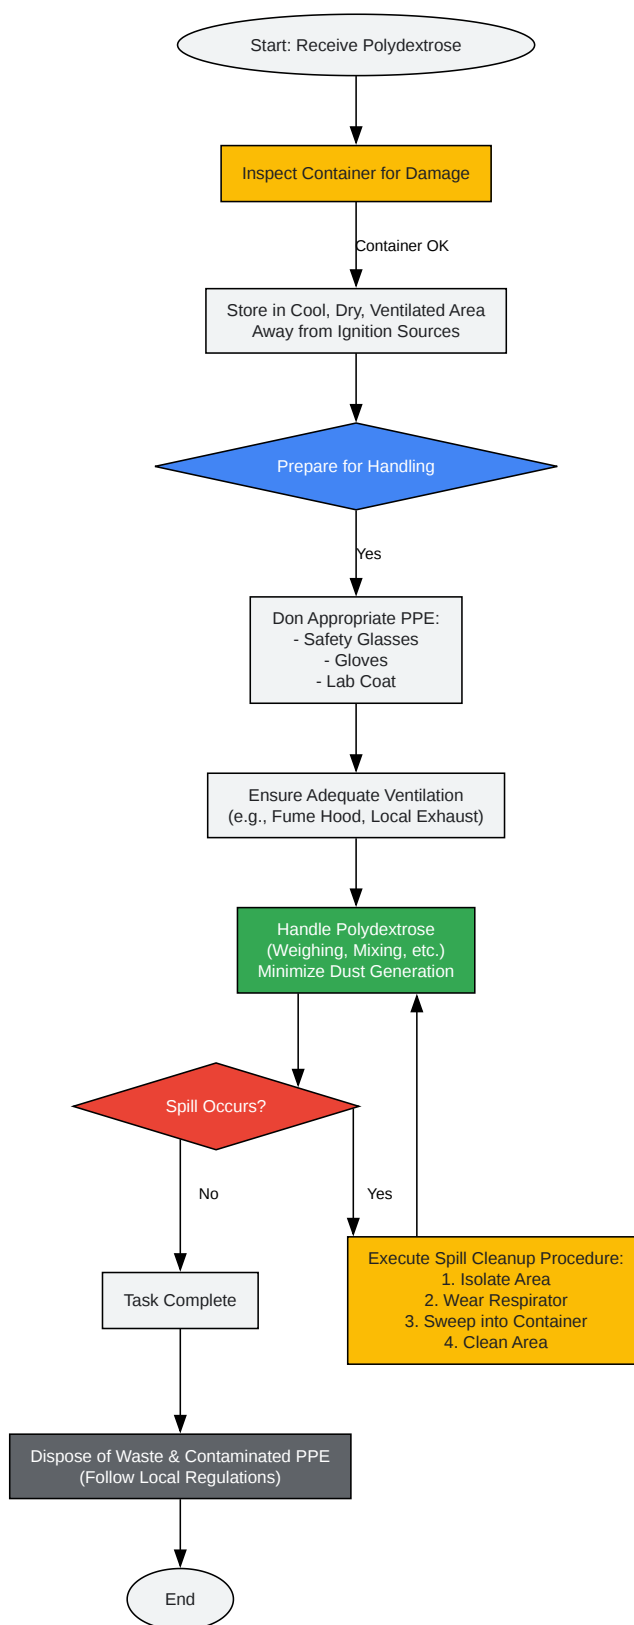 Start: Receive Polydextrose
Inspect Container for Damage
Container OK
Store in Cool, Dry, Ventilated Area
Away from Ignition Sources
Prepare for Handling
Yes
Don Appropriate PPE:
- Safety Glasses
- Gloves
- Lab Coat
Ensure Adequate Ventilation
(e.g., Fume Hood, Local Exhaust)
Handle Polydextrose
(Weighing, Mixing, etc.)
Minimize Dust Generation
Spill Occurs?
No
Yes
Execute Spill Cleanup Procedure:
1. Isolate Area
2. Wear Respirator
3. Sweep into Container
4. Clean Area
Task Complete
Dispose of Waste & Contaminated PPE
(Follow Local Regulations)
End